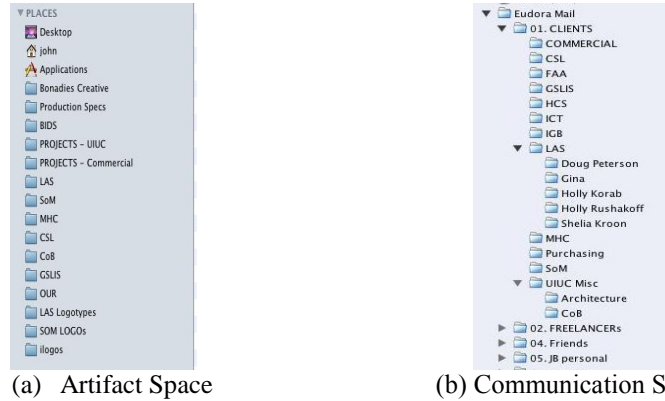 PLACES
Desktop
john
Applications
Bonadies Creative
Production Specs
BIDS
PROJECTS - UIUC
PROJECTS - Commercial
LAS
SoM
MHC
CSL
CoB
GSLIS
OUR
LAS Logotypes
SOM LOGOs
ilogos
(a) Artifact Space
Eudora Mail
01. CLIENTS
COMMERCIAL
CSL
FAA
GSLIS
HCS
ICT
IGB
LAS
Doug Peterson
Gina
Holly Korab
Holly Rushakoff
Shelia Kroon
MHC
Purchasing
SoM
UIUC Misc
Architecture
CoB
02. FREELANCERs
04. Friends
05. JB personal
(b) Communication S